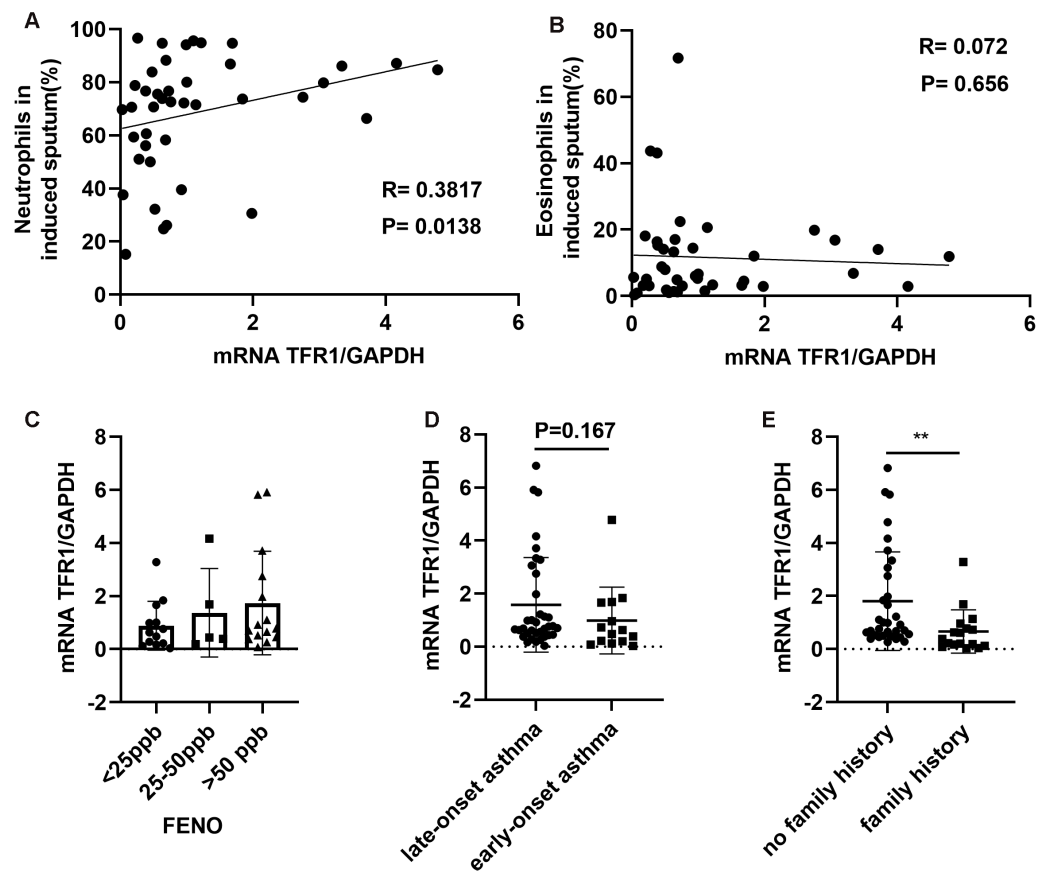 A
Neutrophils in
induced sputum(%)
100
80
60
40
20
0
R= 0.3817
P= 0.0138
0 2 4 6
mRNA TFR1/GAPDH
B
Eosinophils in
induced sputum(%)
80
60
40
20
0
R= 0.072
P= 0.656
0 2 4 6
mRNA TFR1/GAPDH
C
mRNA TFR1/GAPDH
8
6
4
2
0
-2
<25ppb
25-50ppb
>50 ppb
FENO
D
mRNA TFR1/GAPDH
8
6
4
2
0
-2
P=0.167
late-onset asthma
early-onset asthma
E
mRNA TFR1/GAPDH
8
6
4
2
0
-2
**
no family history
family history